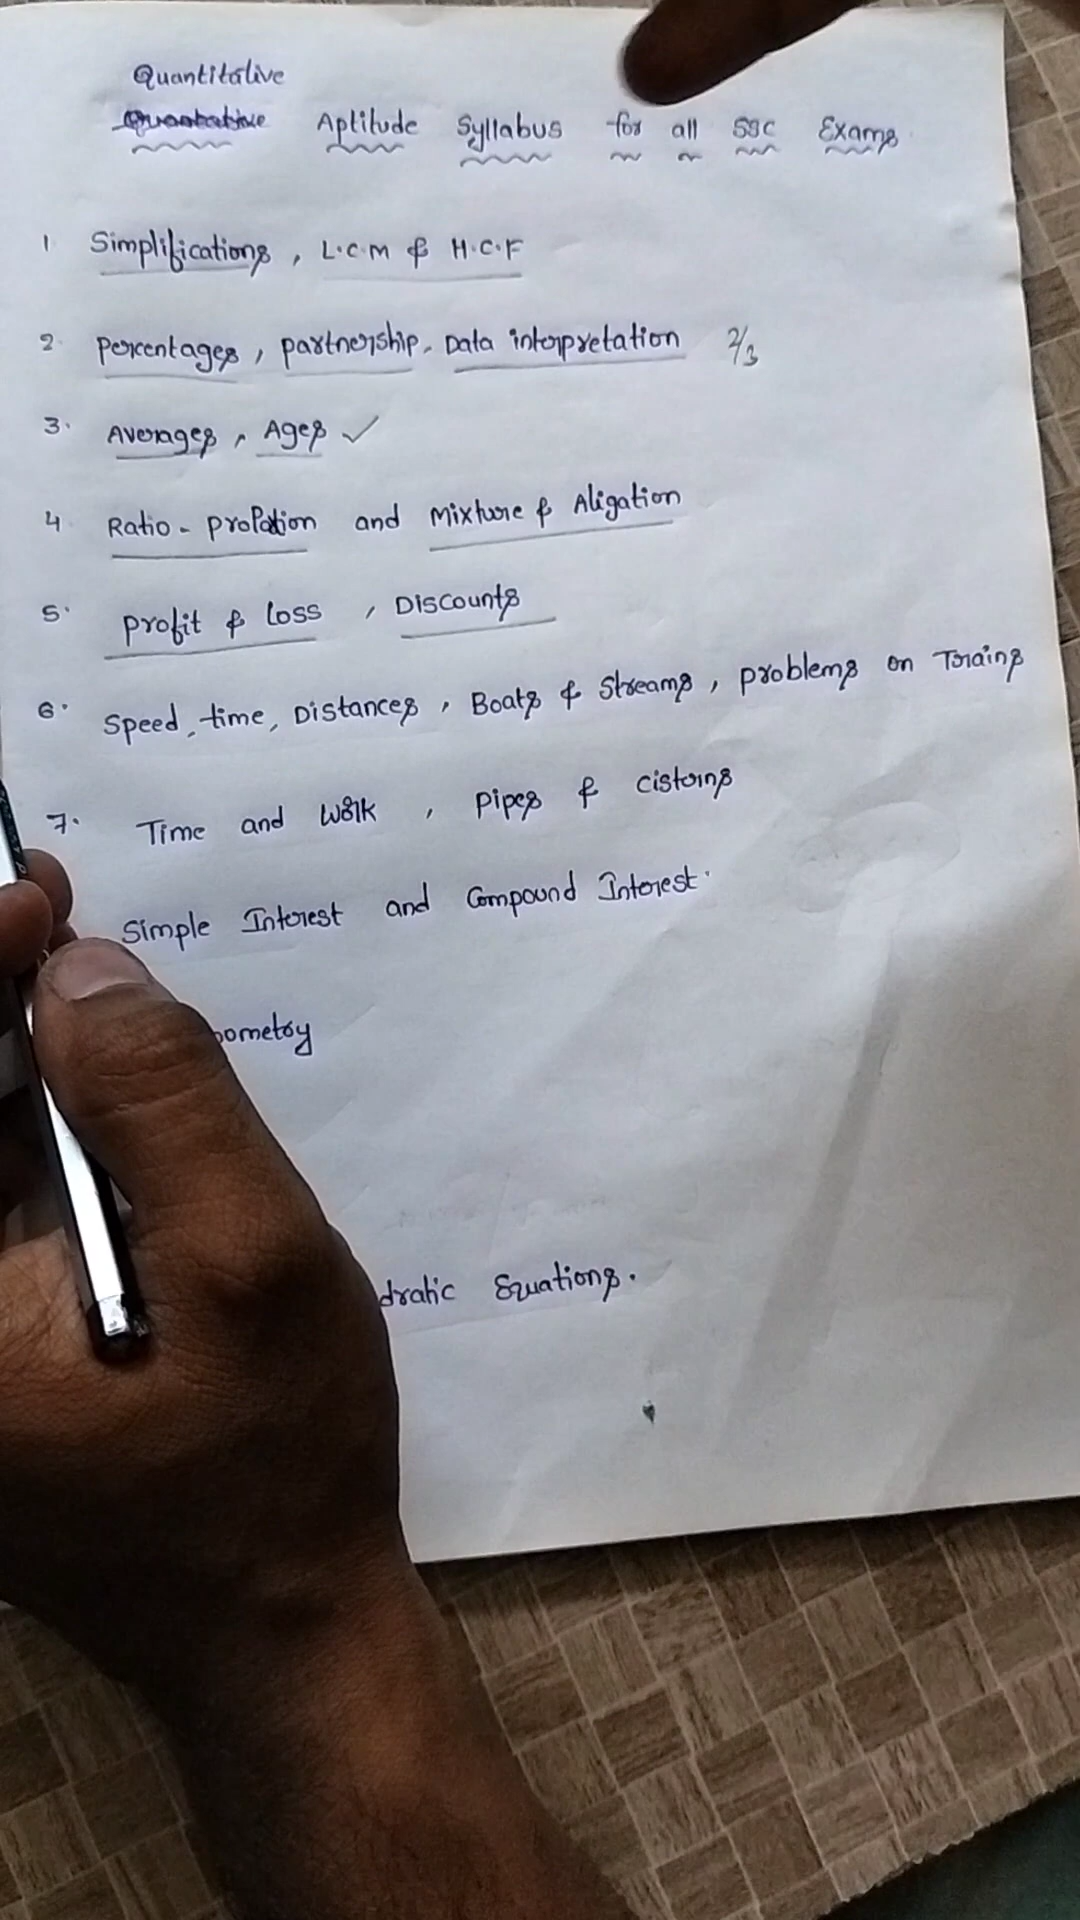 Quantitative
Quantative Aptitude Syllabus for all SSC Exams
1 Simplifications, L.C.M & H.C.F
2. Percentages, partnership, Data interpretation 2/3
3. Averages, Ages ✓
4. Ratio - Propotion and Mixture & Aligation
5. Profit & Loss, Discounts
6. Speed, time, Distances, Boats & Streams, problems on Trains
7. Time and Work, Pipes & cisterns
Simple Interest and Compound Interest.
ometry
dratic Equations.